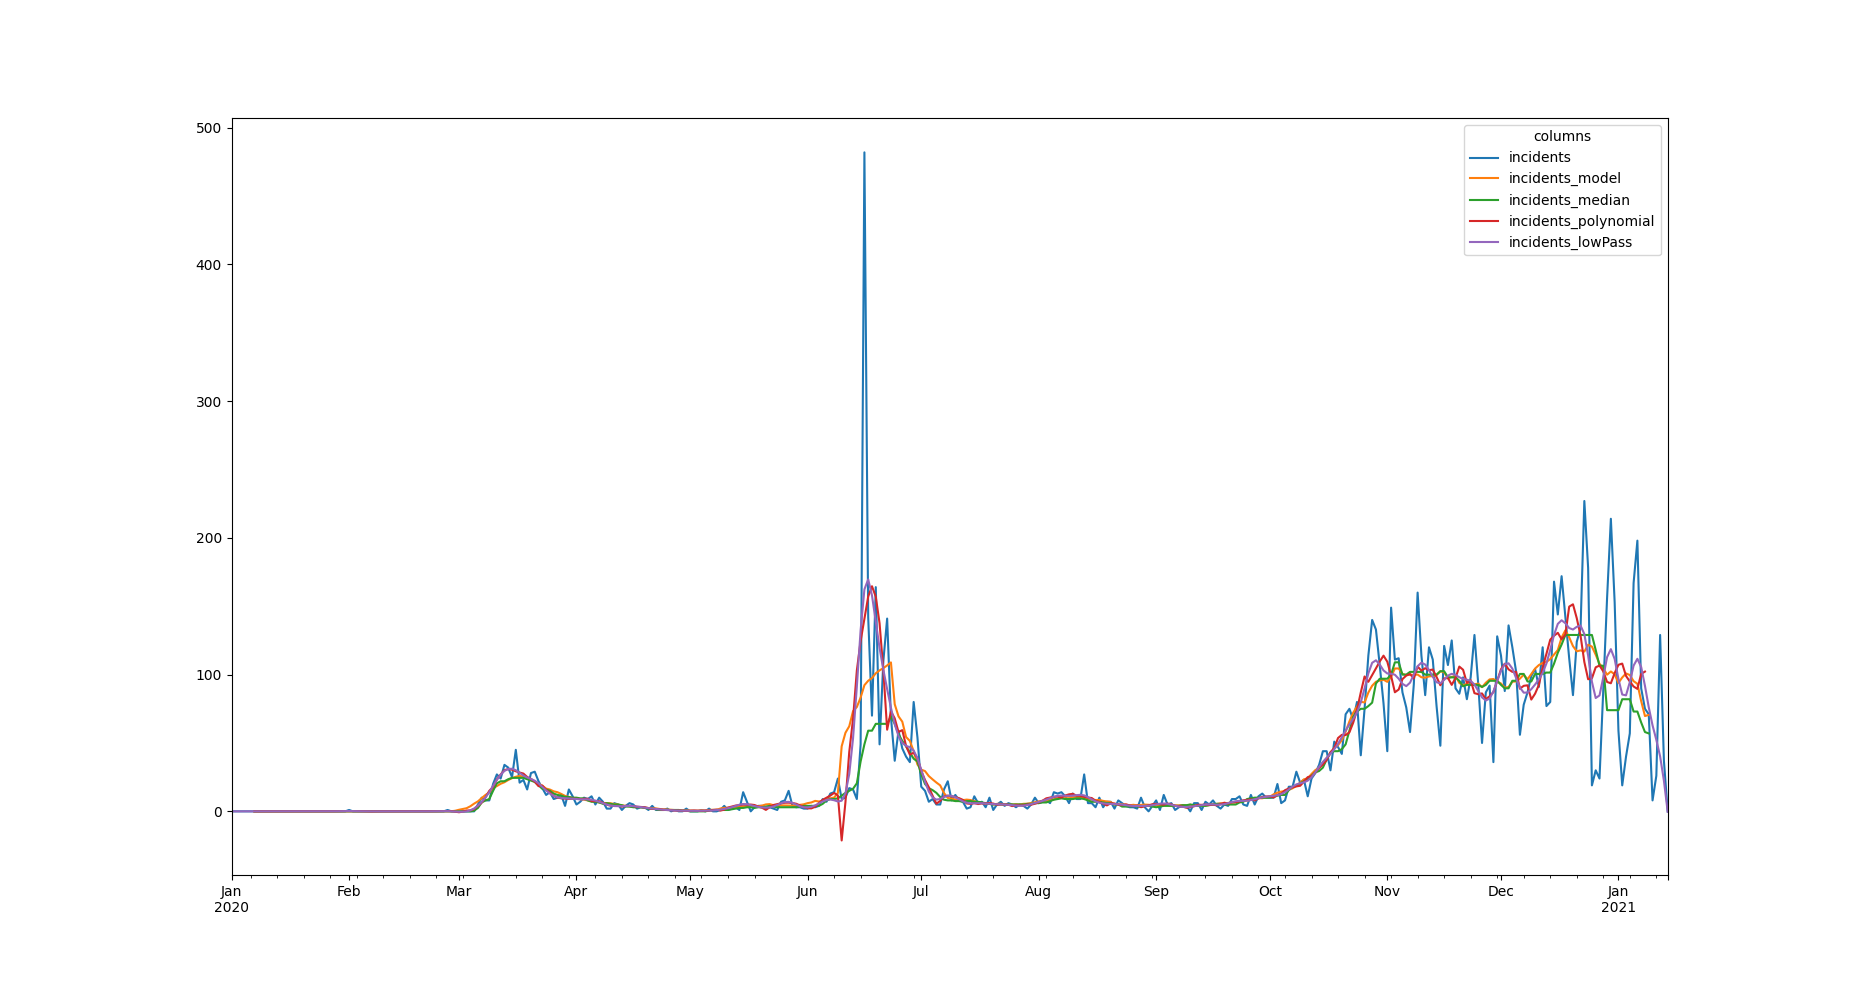 500
400
300
200
100
0
columns
incidents
incidents_model
incidents_median
incidents_polynomial
incidents_lowPass
Jan Feb Mar Apr May Jun Jul Aug Sep Oct Nov Dec Jan
2020 2021